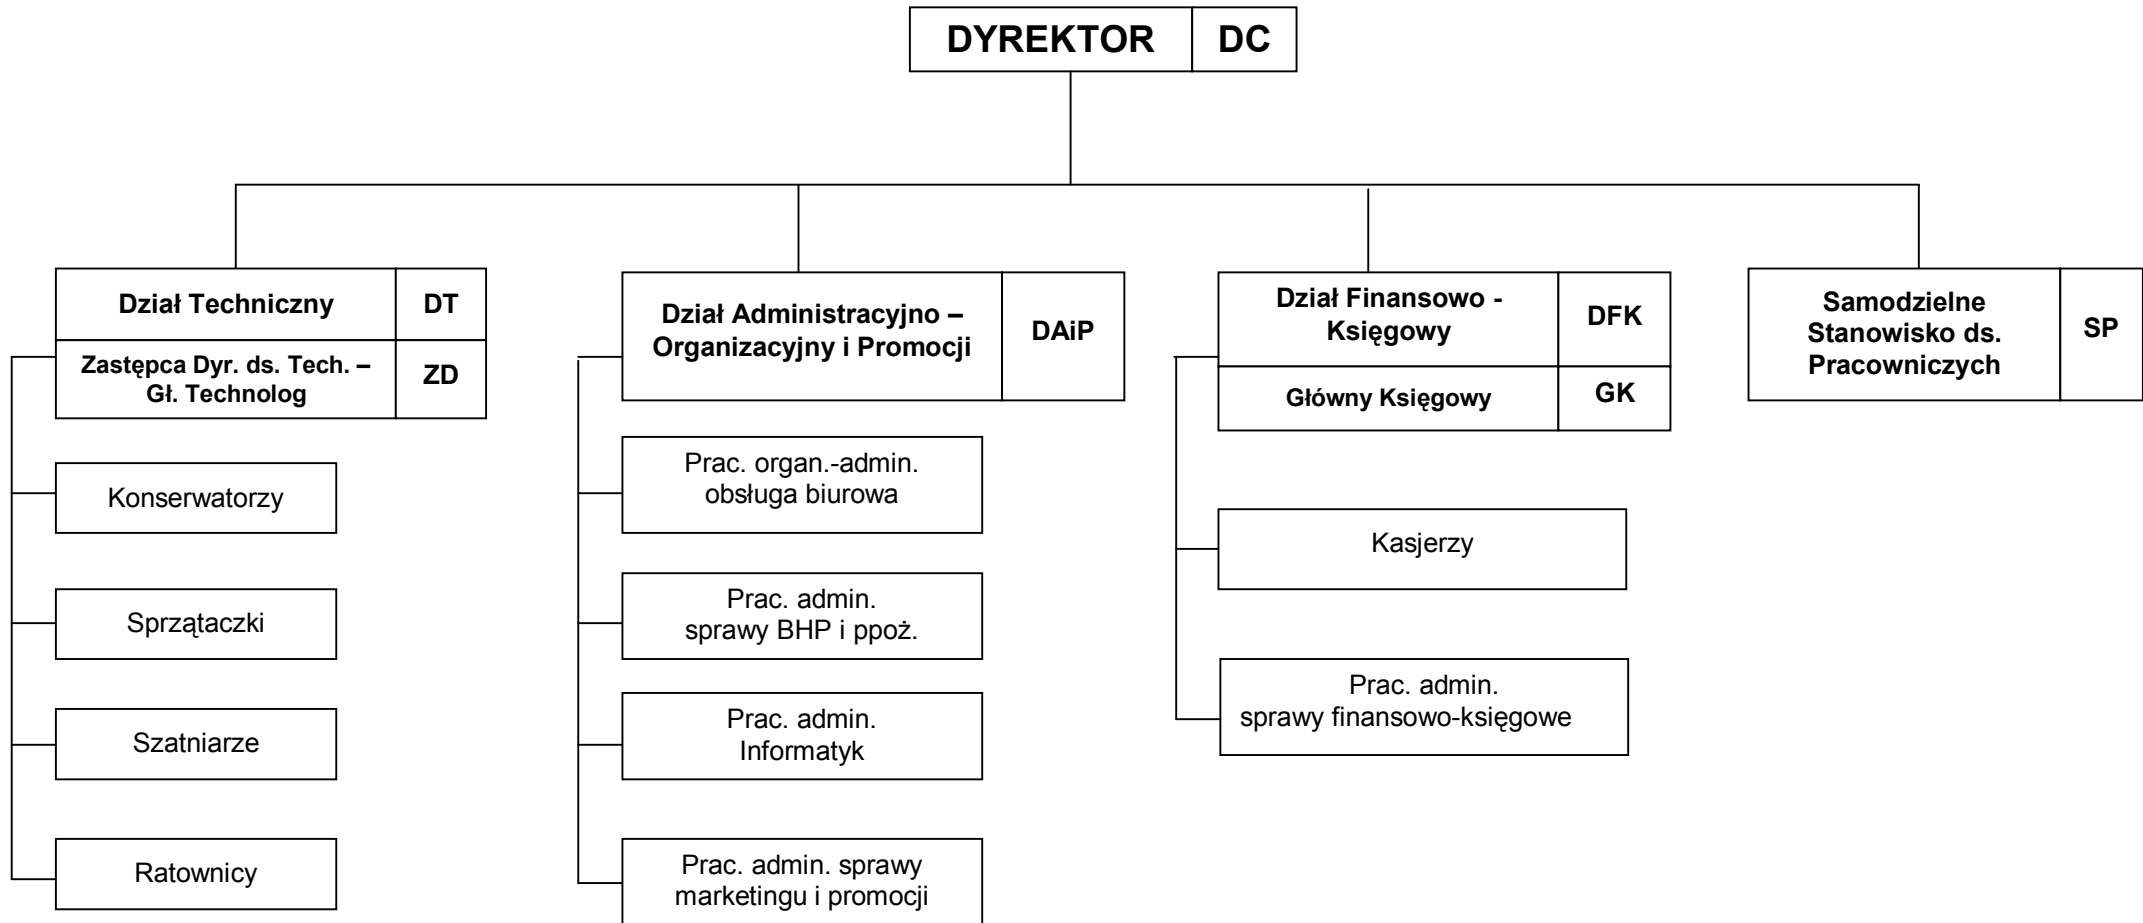 DYREKTOR DC
Dział Techniczny DT
Zastępca Dyr. ds. Tech. –
Gł. Technolog ZD
Konserwatorzy
Sprzątaczki
Szatniarze
Ratownicy
Dział Administracyjno –
Organizacyjny i Promocji DAiP
Prac. organ.-admin.
obsługa biurowa
Prac. admin.
sprawy BHP i ppoż.
Prac. admin.
Informatyk
Prac. admin. sprawy
marketingu i promocji
Dział Finansowo -
Księgowy DFK
Główny Księgowy GK
Kasjerzy
Prac. admin.
sprawy finansowo-księgowe
Samodzielne
Stanowisko ds.
Pracowniczych SP